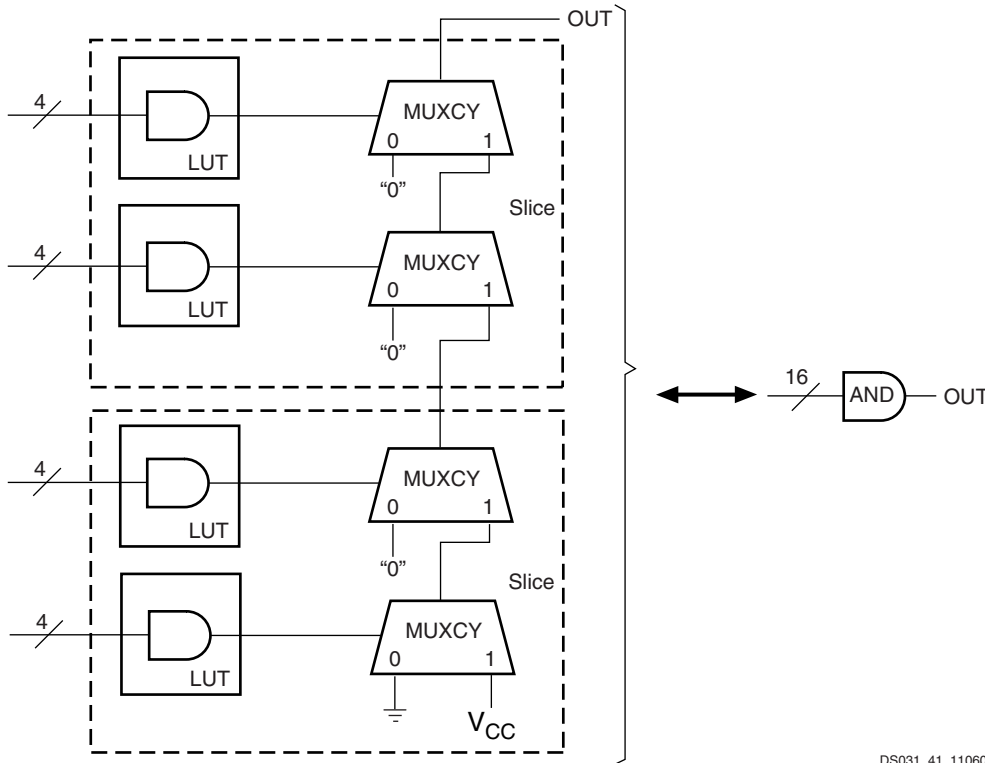 OUT
4
LUT
MUXCY
0 1
“0”
Slice
4
LUT
MUXCY
0 1
“0”
16
AND
OUT
4
LUT
MUXCY
0 1
“0”
Slice
4
LUT
MUXCY
0 1
VCC
DS031_41_11060